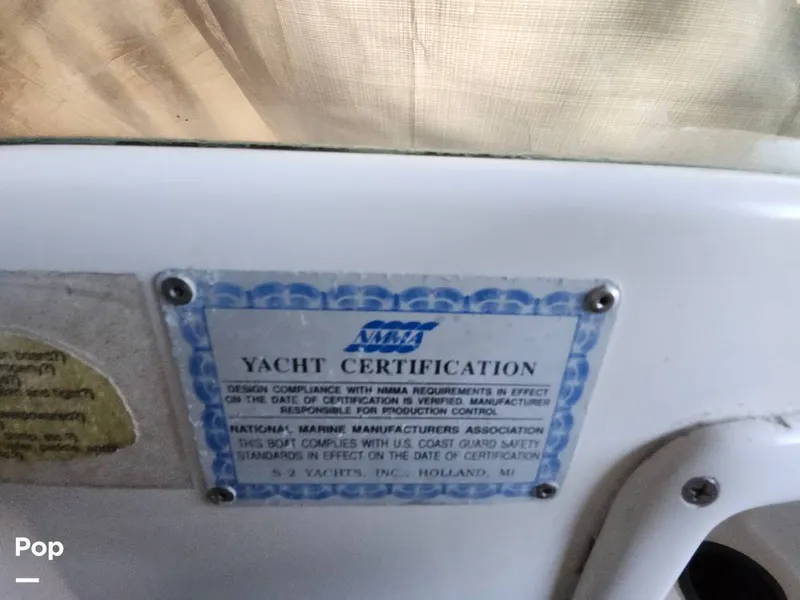 NMMA
YACHT CERTIFICATION
DESIGN COMPLIANCE WITH NMMA REQUIREMENTS IN EFFECT
ON THE DATE OF CERTIFICATION IS VERIFIED. MANUFACTURER
RESPONSIBLE FOR PRODUCTION CONTROL
NATIONAL MARINE MANUFACTURERS ASSOCIATION
THIS BOAT COMPLIES WITH U.S. COAST GUARD SAFETY
STANDARDS IN EFFECT ON THE DATE OF CERTIFICATION
S-2 YACHTS, INC., HOLLAND, MI
on board?
Pop